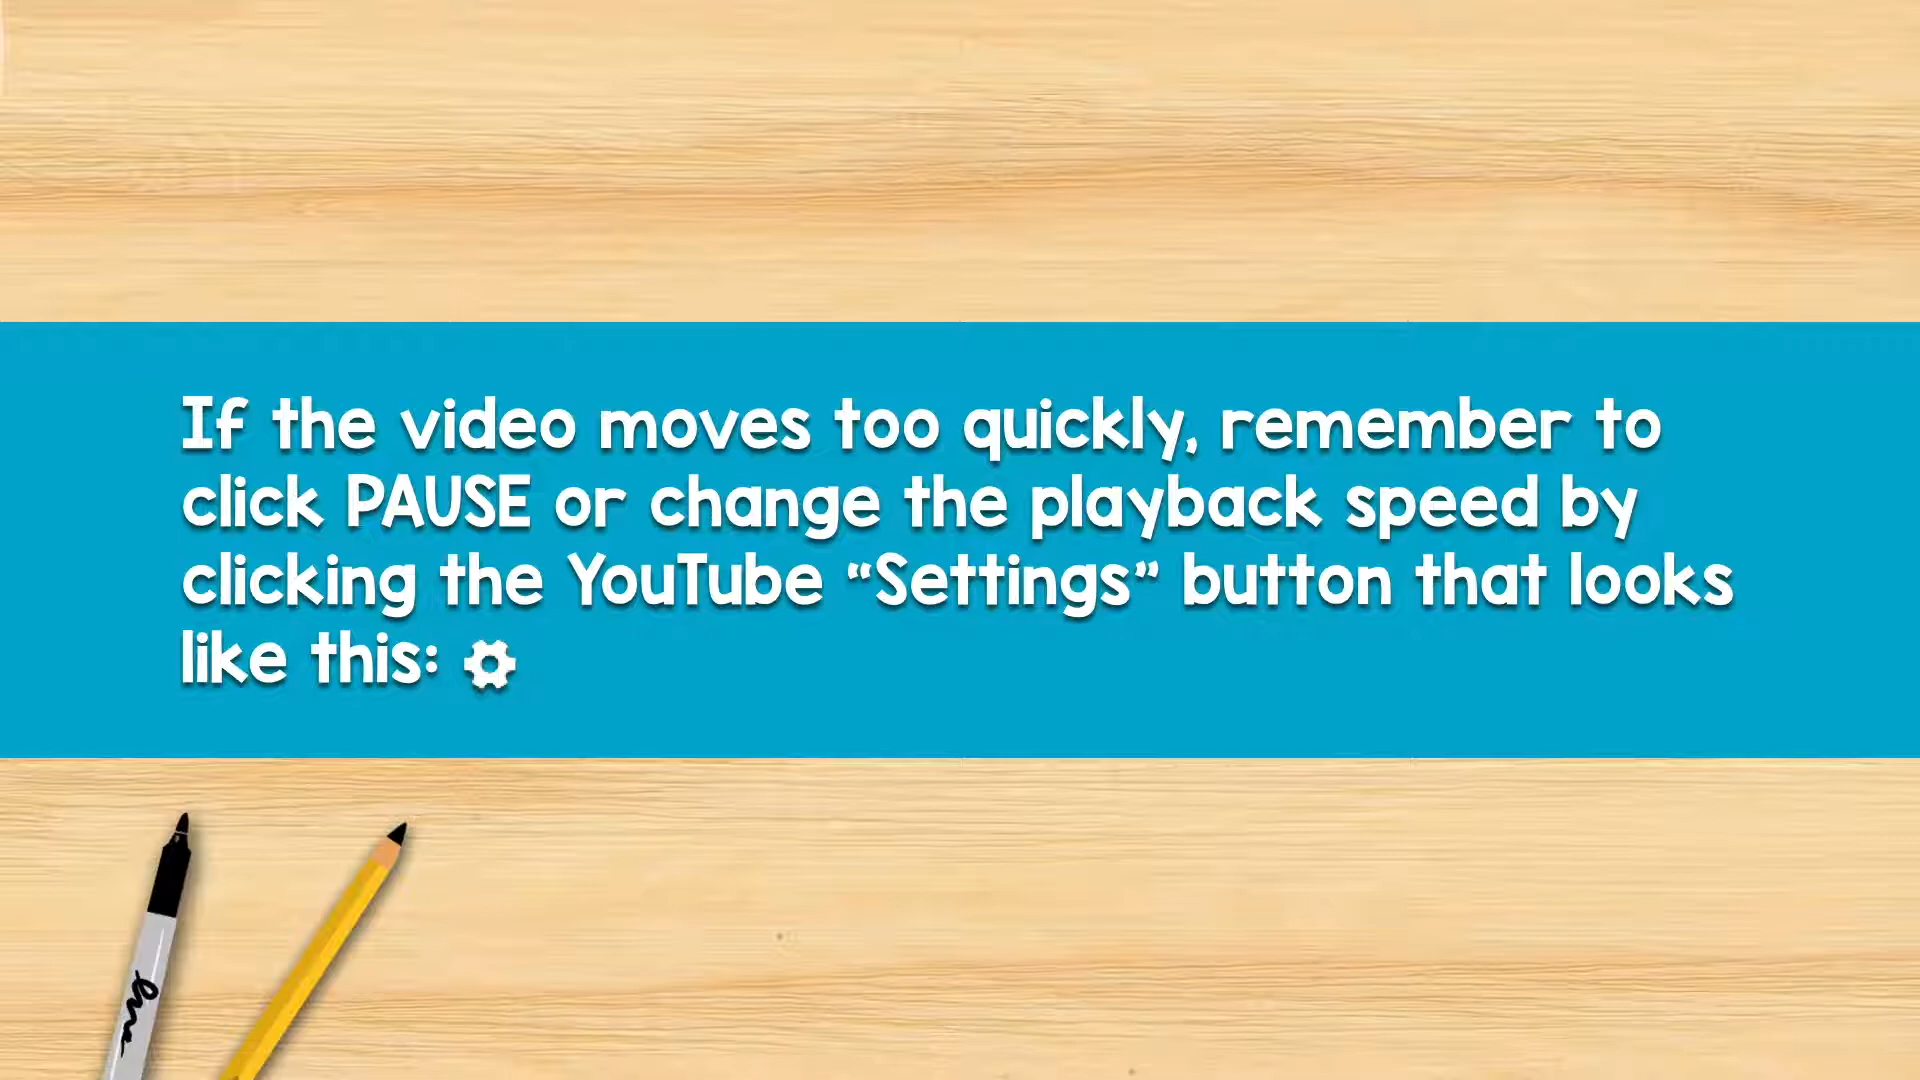 If the video moves too quickly, remember to
click PAUSE or change the playback speed by
clicking the YouTube “Settings” button that looks
like this: